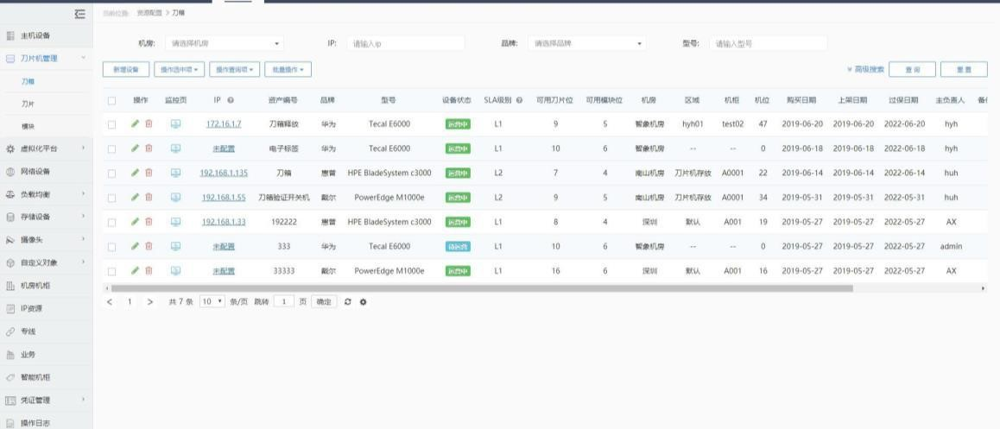 当前位置: 资源配置 > 刀箱
主机设备
刀片机管理
刀箱
刀片
模块
虚拟化平台
网络设备
负载均衡
存储设备
摄像头
自定义对象
机房机柜
IP资源
专线
业务
智能机柜
凭证管理
操作日志
机房: 请选择机房 IP: 请输入ip 品牌: 请选择品牌 型号: 请输入型号
新增设备 操作选中项 操作查询项 批量操作 高级搜索 查询 重置
操作 监控页 IP 资产编号 品牌 型号 设备状态 SLA级别 可用刀片位 可用模块位 机房 区域 机柜 机位 购买日期 上架日期 过保日期 主负责人 备
172.16.1.7 刀箱释放 华为 Tecal E6000 运营中 L1 9 5 智象机房 hyh01 test02 47 2019-06-20 2019-06-20 2022-06-20 hyh
未配置 电子标签 华为 Tecal E6000 运营中 L1 10 6 智象机房 -- -- 0 2019-06-18 2019-06-18 2022-06-18 hyh
192.168.1.135 刀箱 惠普 HPE BladeSystem c3000 运营中 L2 7 4 南山机房 刀片机存放 A0001 22 2019-06-14 2019-06-14 2022-06-14 huh
192.168.1.55 刀箱验证开关机 戴尔 PowerEdge M1000e 运营中 L2 9 5 南山机房 刀片机存放 A0001 34 2019-05-31 2019-05-31 2022-05-31 huh
192.168.1.33 192222 惠普 HPE BladeSystem c3000 运营中 L1 8 4 深圳 默认 A001 19 2019-05-27 2019-05-27 2022-05-27 AX
未配置 333 华为 Tecal E6000 待运营 L1 10 6 智象机房 -- -- 0 2019-05-27 2019-05-27 2022-05-27 admin
未配置 33333 戴尔 PowerEdge M1000e 运营中 L1 16 6 深圳 默认 A001 16 2019-05-27 2019-05-27 2022-05-27 AX
< 1 > 共 7 条 10 条/页 跳转 1 页 确定